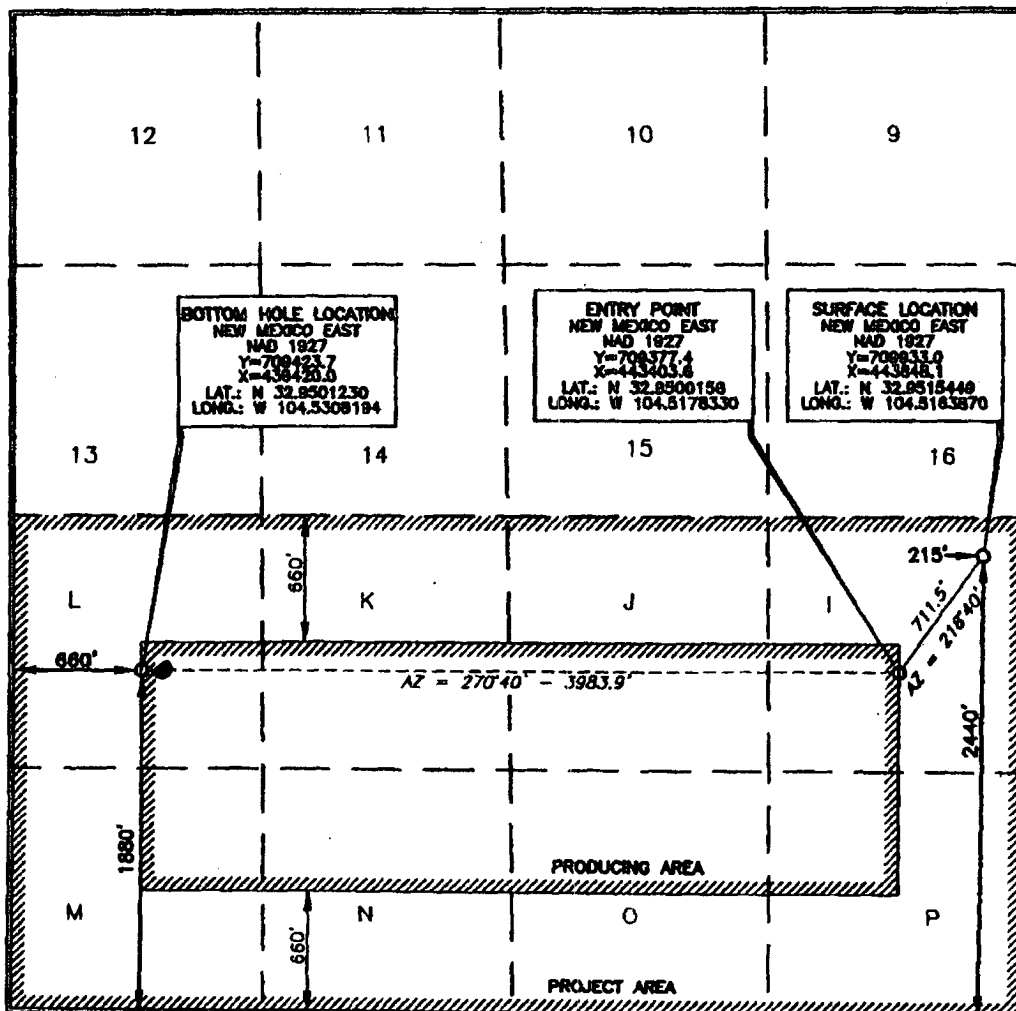 12
11
10
9
BOTTOM HOLE LOCATION
NEW MEXICO EAST
NAD 1927
Y=709423.7
X=439420.0
LAT.: N 32.9501230
LONG.: W 104.5308194
ENTRY POINT
NEW MEXICO EAST
NAD 1927
Y=709377.4
X=443403.6
LAT.: N 32.9500156
LONG.: W 104.5178330
SURFACE LOCATION
NEW MEXICO EAST
NAD 1927
Y=709933.0
X=443848.1
LAT.: N 32.9515449
LONG.: W 104.5163870
13
14
15
16
215'
L
660'
K
J
I
711.5'
AZ = 218°40'
660'
AZ = 270°40' - 3983.9'
2440'
1880'
PRODUCING AREA
M
N
O
P
660'
PROJECT AREA